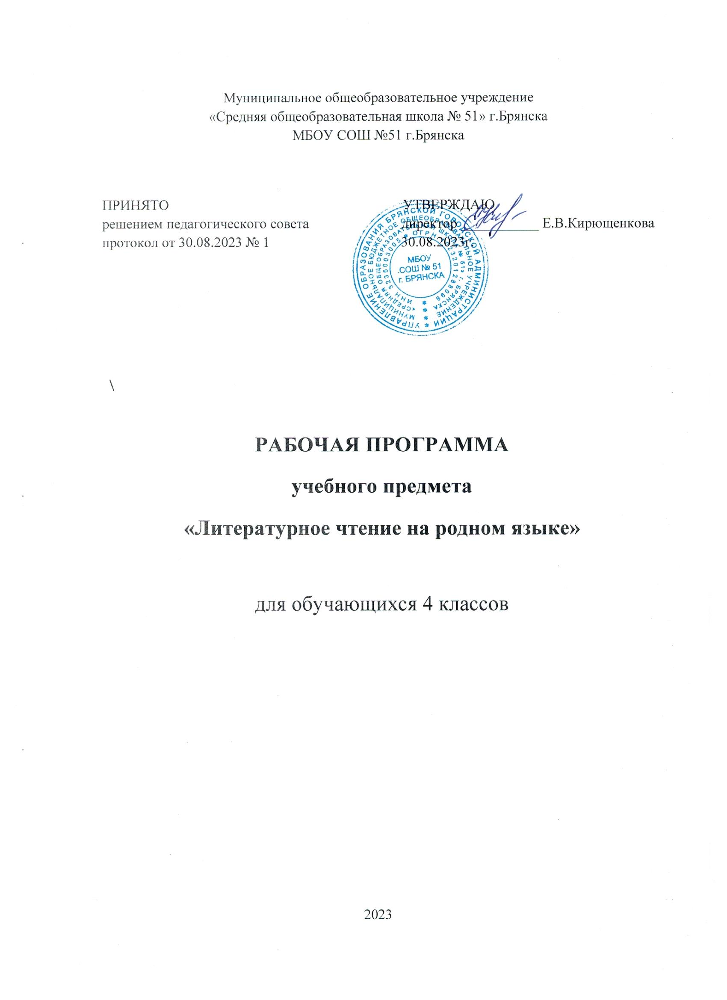 Муниципальное общеобразовательное учреждение
«Средняя общеобразовательная школа № 51» г.Брянска
МБОУ СОШ №51 г.Брянска
ПРИНЯТО
решением педагогического совета
протокол от 30.08.2023 № 1
УТВЕРЖДАЮ
директор ____________ Е.В.Кирющенкова
30.08.2023г.
УПРАВЛЕНИЕ ОБРАЗОВАНИЯ БРЯНСКОЙ ГОРОДСКОЙ АДМИНИСТРАЦИИ
МУНИЦИПАЛЬНОЕ БЮДЖЕТНОЕ ОБЩЕОБРАЗОВАТЕЛЬНОЕ УЧРЕЖДЕНИЕ
«СРЕДНЯЯ ОБЩЕОБРАЗОВАТЕЛЬНАЯ ШКОЛА № 51» г. БРЯНСКА
ИНН 3235003005 * ОГРН 1023201288098
МБОУ
СОШ № 51
г. БРЯНСКА
\
РАБОЧАЯ ПРОГРАММА
учебного предмета
«Литературное чтение на родном языке»
для обучающихся 4 классов
2023